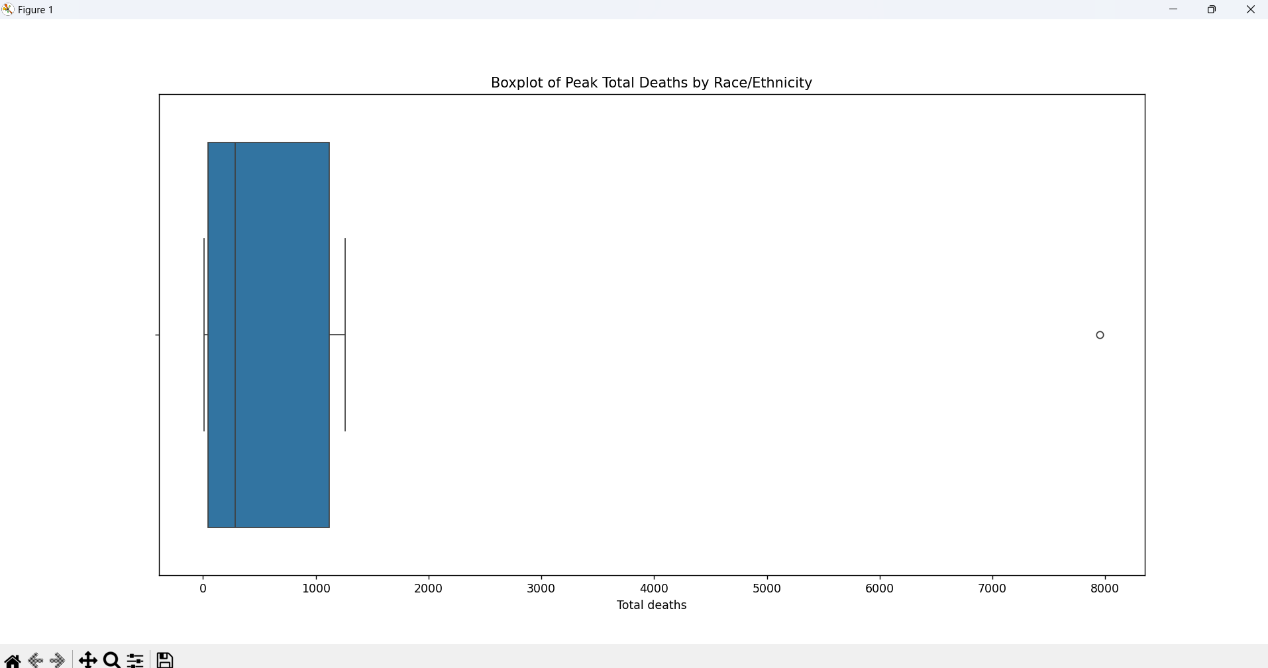 Figure 1
Boxplot of Peak Total Deaths by Race/Ethnicity
0 1000 2000 3000 4000 5000 6000 7000 8000
Total deaths